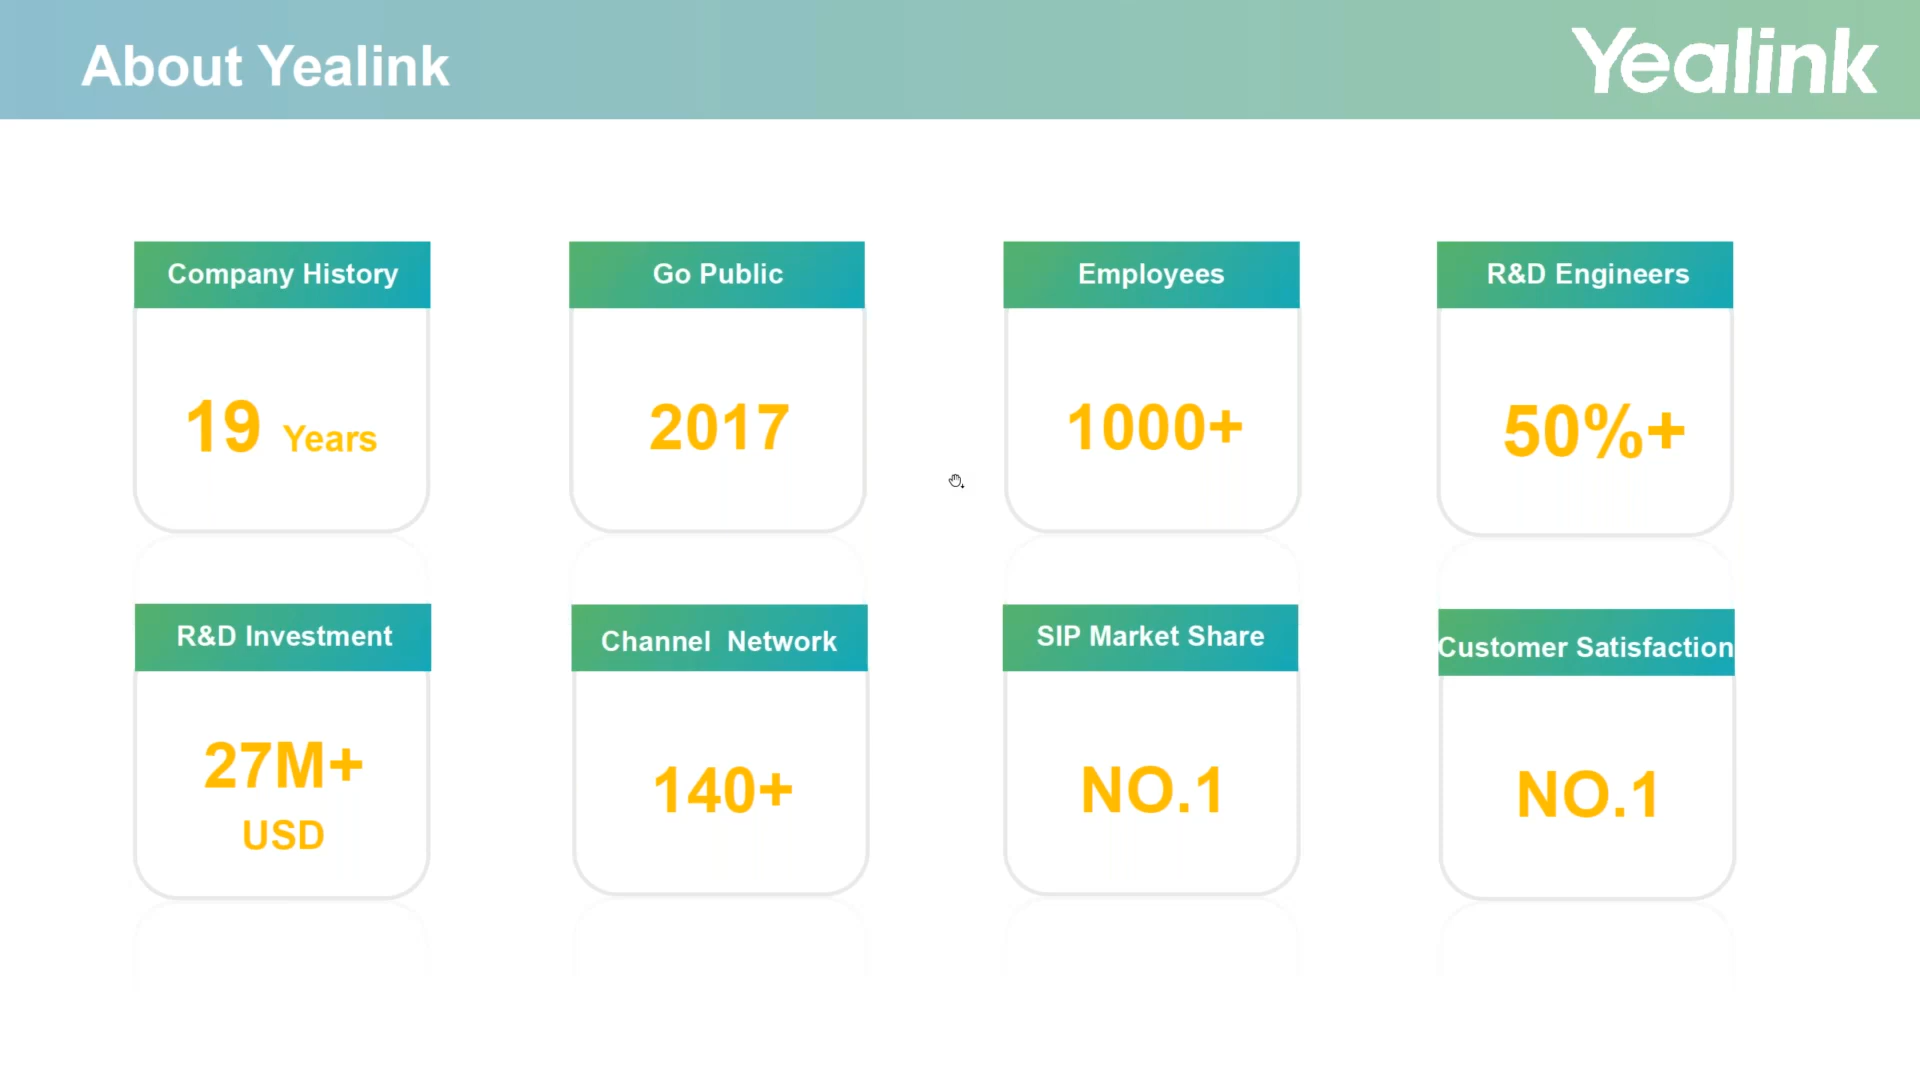 About Yealink
Yealink
Company History
19 Years
Go Public
2017
Employees
1000+
R&D Engineers
50%+
R&D Investment
27M+
USD
Channel  Network
140+
SIP Market Share
NO.1
Customer Satisfaction
NO.1